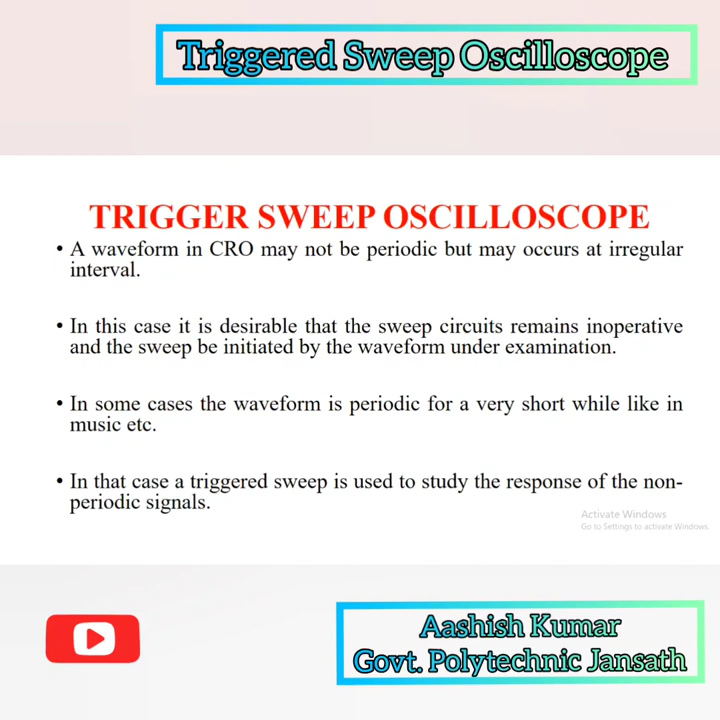 Triggered Sweep Oscilloscope
TRIGGER SWEEP OSCILLOSCOPE
• A waveform in CRO may not be periodic but may occurs at irregular
interval.
• In this case it is desirable that the sweep circuits remains inoperative
and the sweep be initiated by the waveform under examination.
• In some cases the waveform is periodic for a very short while like in
music etc.
• In that case a triggered sweep is used to study the response of the non-
periodic signals.
Activate Windows
Go to Settings to activate Windows.
Aashish Kumar
Govt. Polytechnic Jansath